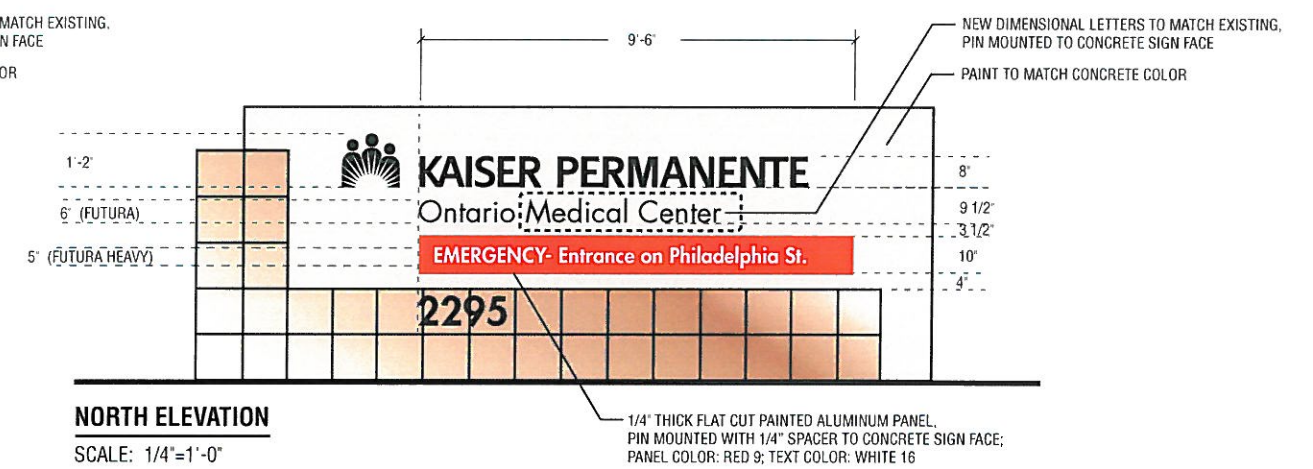 MATCH EXISTING,
N FACE
OR
9'-6"
NEW DIMENSIONAL LETTERS TO MATCH EXISTING,
PIN MOUNTED TO CONCRETE SIGN FACE
PAINT TO MATCH CONCRETE COLOR
1'-2"
KAISER PERMANENTE
8"
6" (FUTURA)
Ontario Medical Center
9 1/2"
3 1/2"
5" (FUTURA HEAVY)
EMERGENCY- Entrance on Philadelphia St.
10"
4"
2295
NORTH ELEVATION
SCALE: 1/4"=1'-0"
1/4" THICK FLAT CUT PAINTED ALUMINUM PANEL,
PIN MOUNTED WITH 1/4" SPACER TO CONCRETE SIGN FACE;
PANEL COLOR: RED 9; TEXT COLOR: WHITE 16